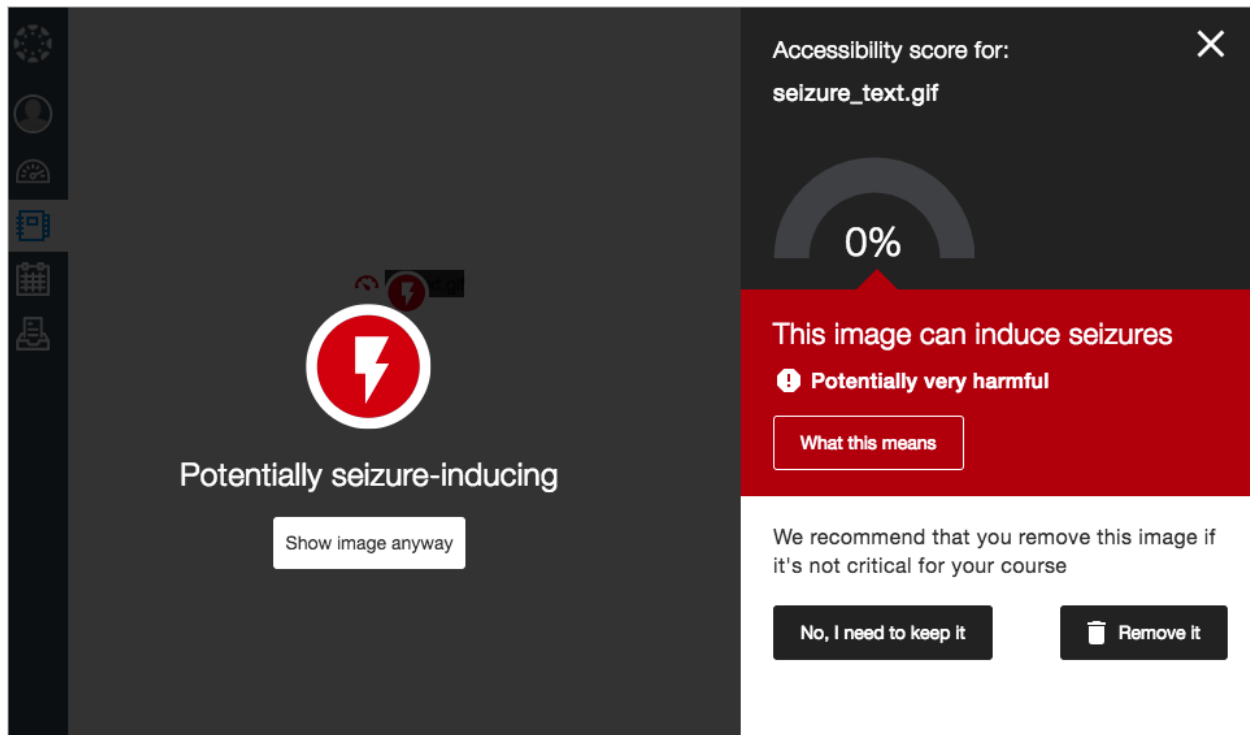 Accessibility score for:
seizure_text.gif
0%
This image can induce seizures
Potentially very harmful
What this means
Potentially seizure-inducing
Show image anyway
We recommend that you remove this image if
it's not critical for your course
No, I need to keep it
Remove it